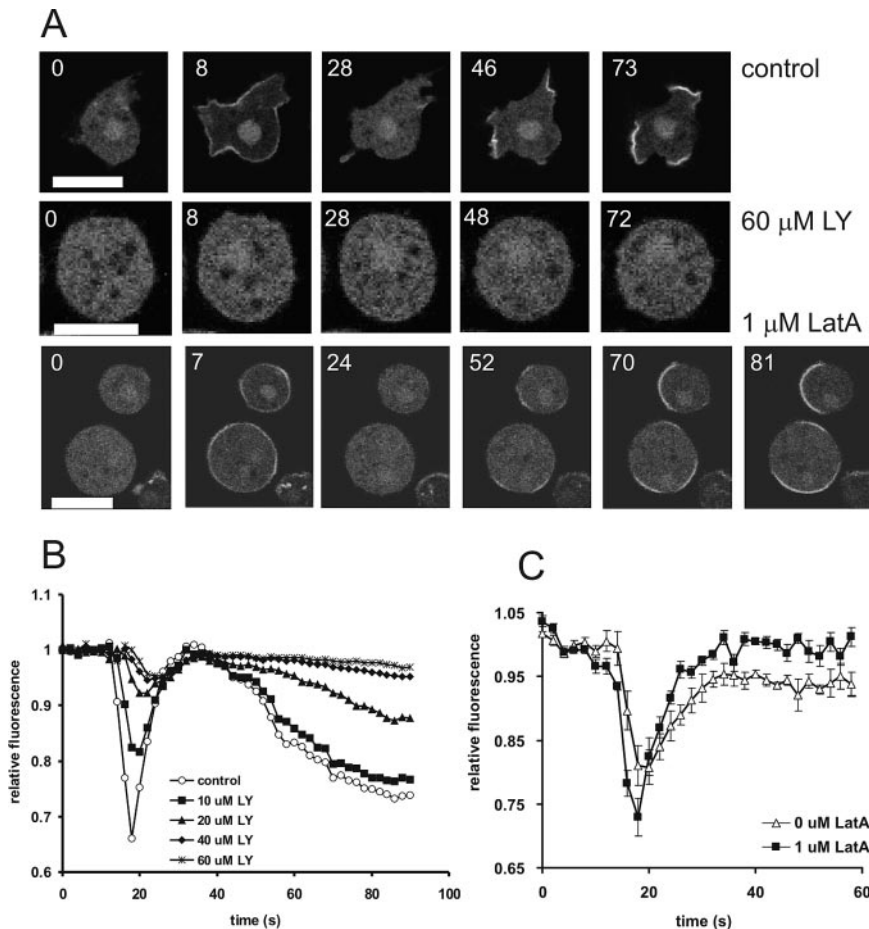 A
0 8 28 46 73 control
0 8 28 48 72 60 μM LY
1 μM LatA
0 7 24 52 70 81
B
relative fluorescence
1.1
1
0.9
0.8
0.7
0.6
0 20 40 60 80 100
time (s)
control
10 uM LY
20 uM LY
40 uM LY
60 uM LY
C
relative fluorescence
1.05
0.95
0.85
0.75
0.65
0 20 40 60
time (s)
0 uM LatA
1 uM LatA